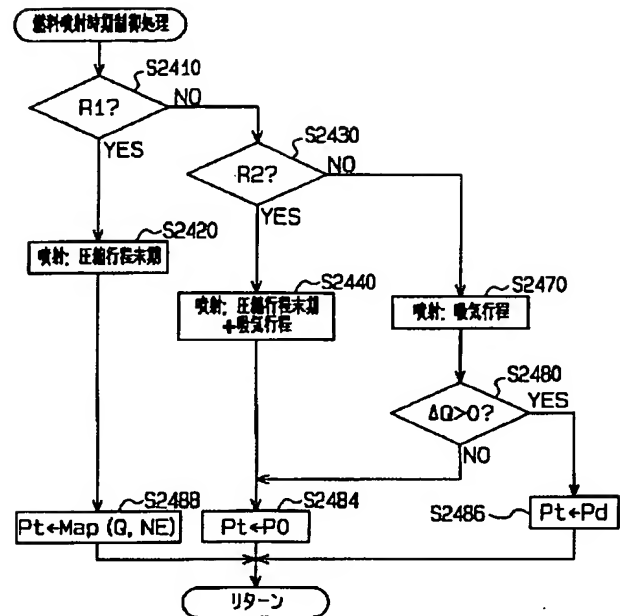 燃料噴射時期制御処理
S2410
R1?
NO
YES
S2430
R2?
NO
YES
S2420
噴射: 圧縮行程末期
S2440
噴射: 圧縮行程末期
+吸気行程
S2470
噴射: 吸気行程
S2480
ΔQ>0?
YES
NO
S2488
Pt←Map (Q, NE)
S2484
Pt←P0
S2486
Pt←Pd
リターン